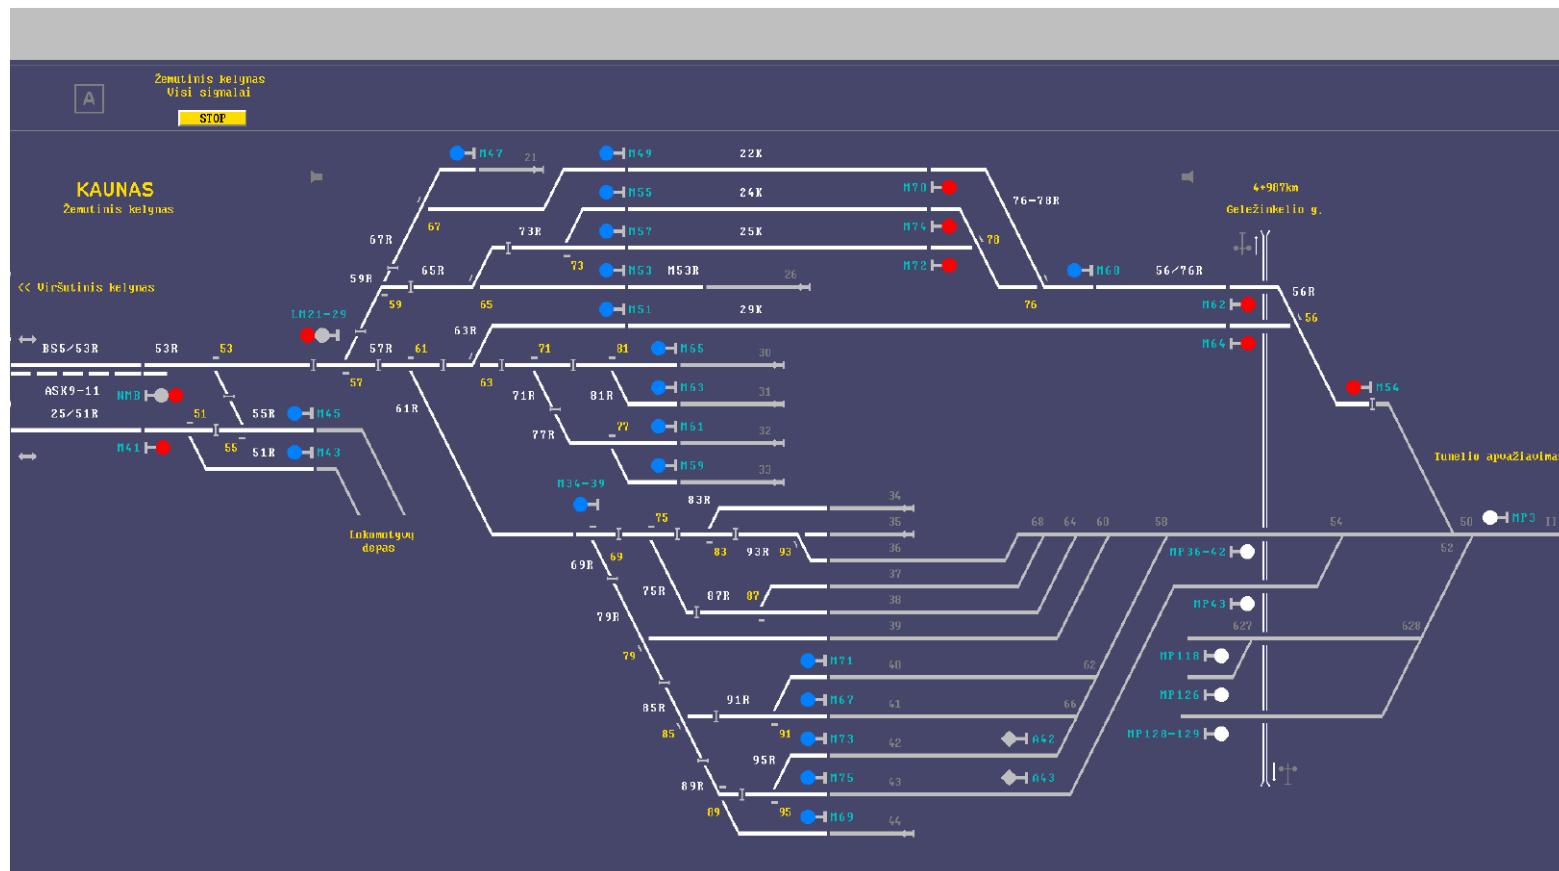 Žemutinis kelynas
Visi signalai
A
STOP
M47
21
M49
22K
KAUNAS
Žemutinis kelynas
M55
24K
M70
76-78R
4+987km
Geležinkelio g.
67
67R
73R
M57
25K
M74
78
59R
65R
73
M53
M53R
26
M72
M68
56/76R
56R
<< Viršutinis kelynas
59
65
76
M62
56
LM21-29
M51
29K
63R
M64
BS5/53R
53R
53
57R
61
71
81
M65
30
ASK9-11
NMB
57
63
M63
31
M54
25/51R
51
55R
M45
61R
71R
81R
M61
32
M41
55
51R
M43
77R
77
M59
33
Tunelio apvažiavimas
M34-39
83R
34
Lokomotyvų
depas
75
35
68
64
60
58
54
50
MP3
II
69
83
93R
93
36
MP36-42
52
69R
37
75R
87R
87
38
MP43
79R
39
627
628
79
M71
40
62
MP118
91R
M67
41
66
MP126
85R
85
91
M73
42
A42
MP128-129
95R
M75
43
A43
89R
89
95
M69
44